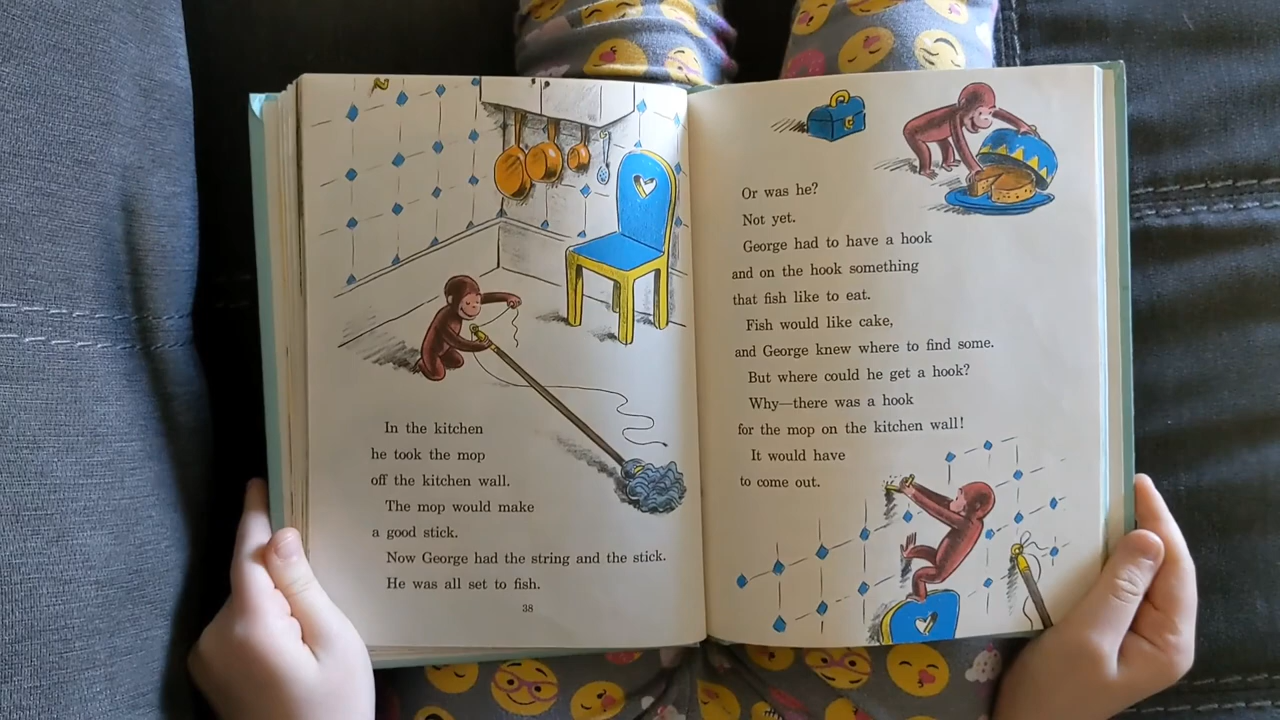 In the kitchen
he took the mop
off the kitchen wall.
The mop would make
a good stick.
Now George had the string and the stick.
He was all set to fish.
38
Or was he?
Not yet.
George had to have a hook
and on the hook something
that fish like to eat.
Fish would like cake,
and George knew where to find some.
But where could he get a hook?
Why—there was a hook
for the mop on the kitchen wall!
It would have
to come out.